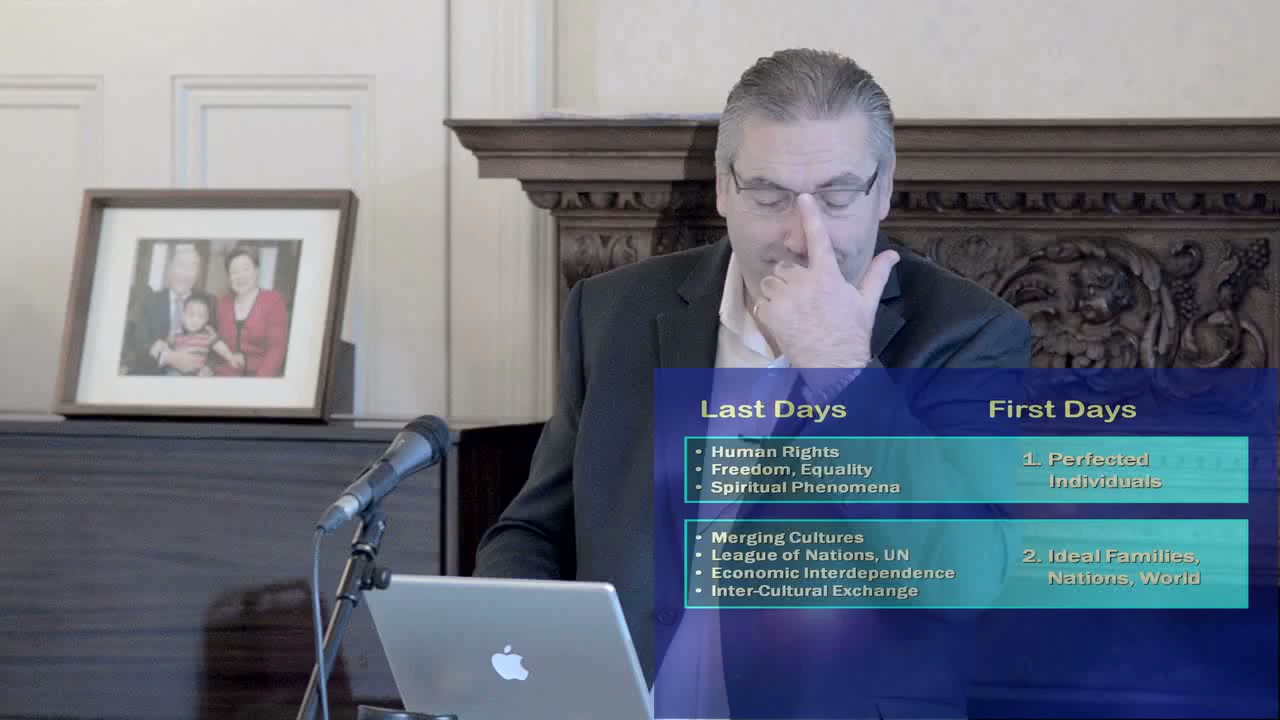 Last Days
First Days
• Human Rights
• Freedom, Equality
• Spiritual Phenomena
1. Perfected
Individuals
• Merging Cultures
• League of Nations, UN
• Economic Interdependence
• Inter-Cultural Exchange
2. Ideal Families,
Nations, World